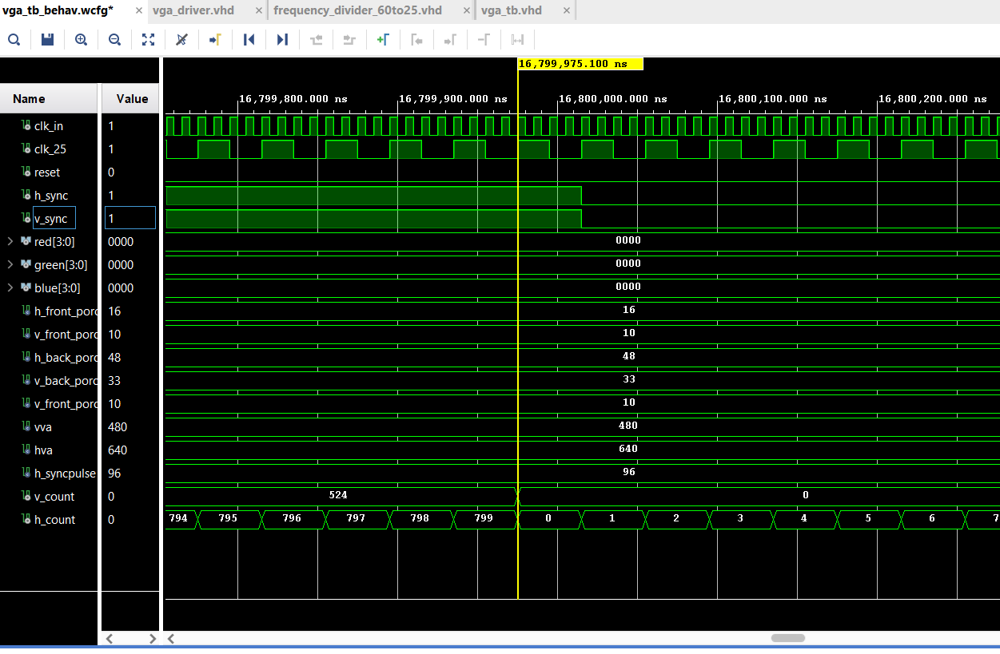 vga_tb_behav.wcfg* × vga_driver.vhd × frequency_divider_60to25.vhd × vga_tb.vhd ×
16,799,975.100 ns
Name Value 16,799,800.000 ns 16,799,900.000 ns 16,800,000.000 ns 16,800,100.000 ns 16,800,200.000 ns
clk_in 1
clk_25 1
reset 0
h_sync 1
v_sync 1
red[3:0] 0000 0000
green[3:0] 0000 0000
blue[3:0] 0000 0000
h_front_porc 16 16
v_front_porc 10 10
h_back_porc 48 48
v_back_porc 33 33
v_front_porc 10 10
vva 480 480
hva 640 640
h_syncpulse 96 96
v_count 0 524 0
h_count 0 794 795 796 797 798 799 0 1 2 3 4 5 6 7